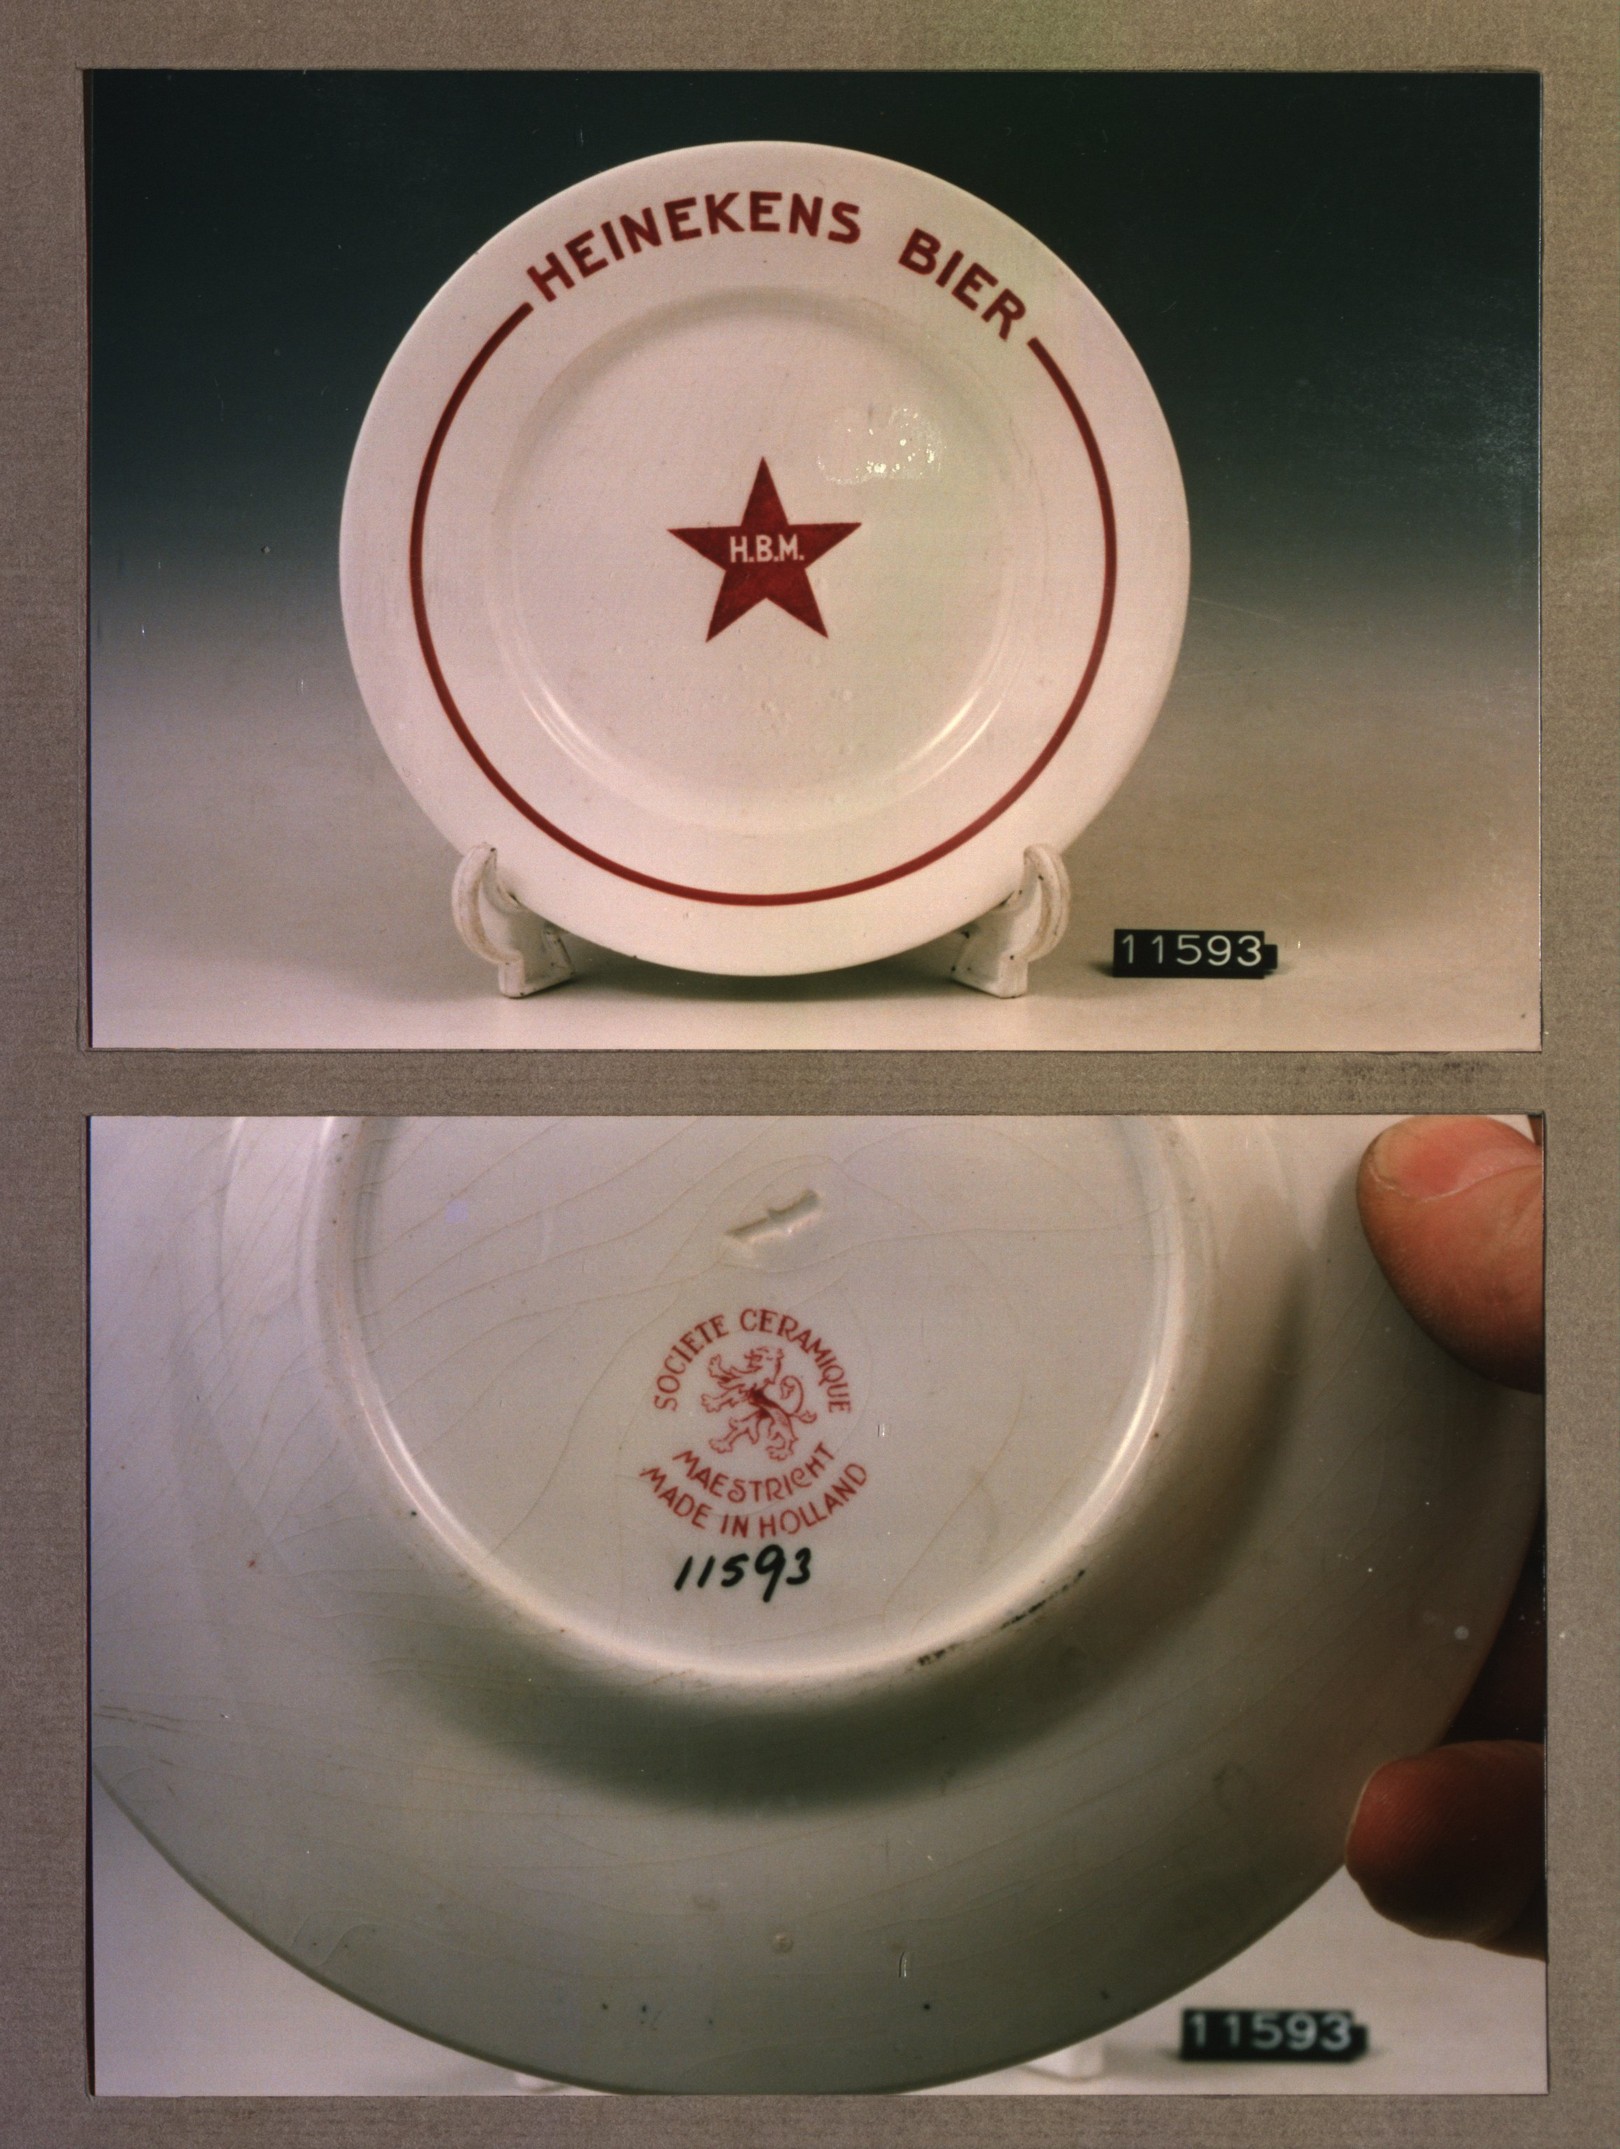 HEINEKENS BIER
H.B.M.
11593
SOCIETE CERAMIQUE
MAESTRICHT
MADE IN HOLLAND
11593
11593